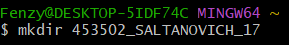 Fenzy@DESKTOP-5IDF74C MINGW64 ~
$ mkdir 453502_SALTANOVICH_17